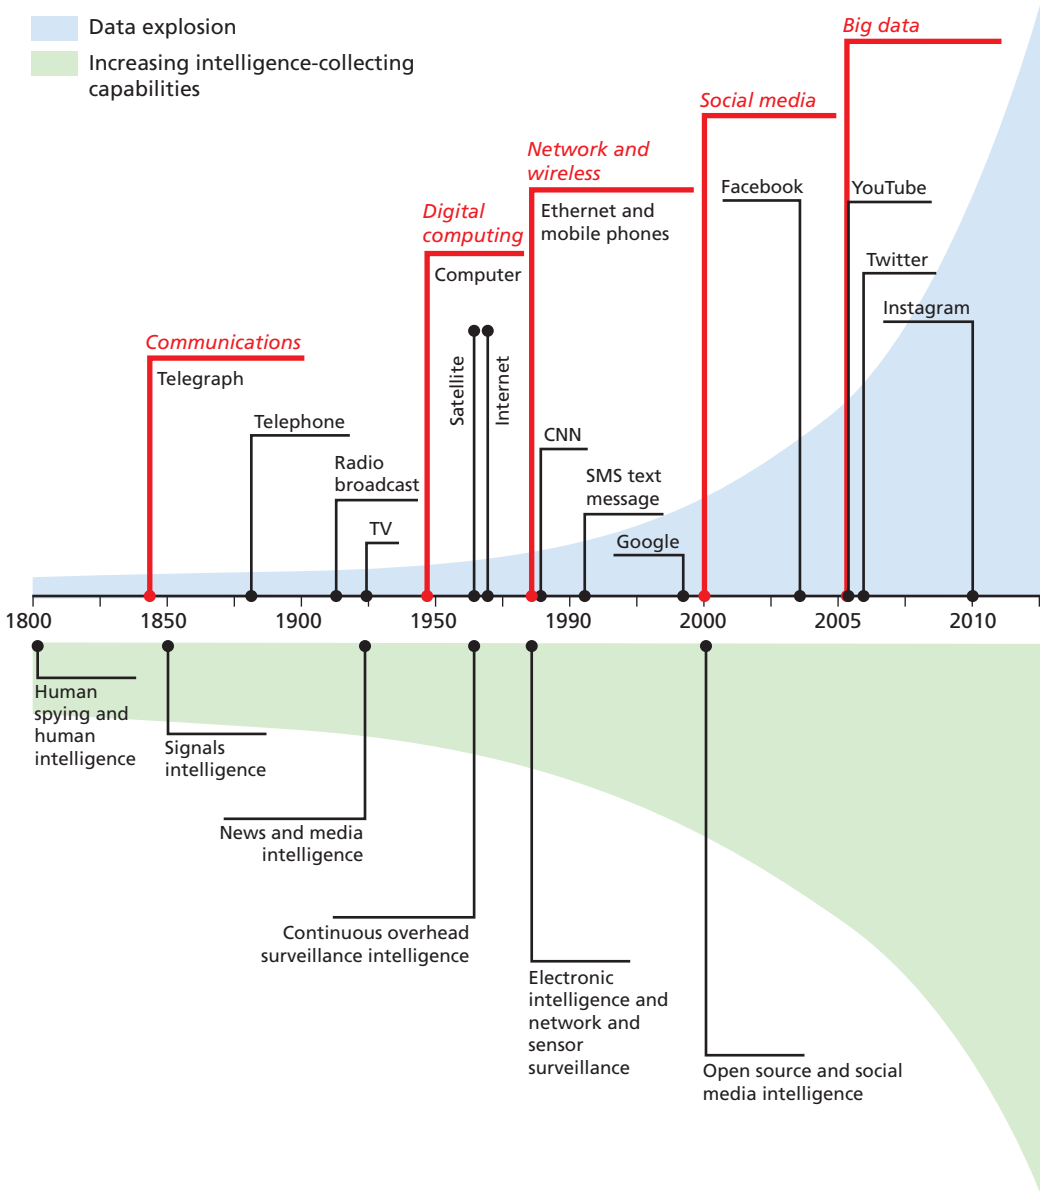 Data explosion
Increasing intelligence-collecting
capabilities
Big data
Social media
Network and
wireless
Facebook
YouTube
Digital
computing
Ethernet and
mobile phones
Twitter
Computer
Instagram
Communications
Telegraph
Satellite
Internet
Telephone
CNN
Radio
broadcast
SMS text
message
TV
Google
1800
1850
1900
1950
1990
2000
2005
2010
Human
spying and
human
intelligence
Signals
intelligence
News and media
intelligence
Continuous overhead
surveillance intelligence
Electronic
intelligence and
network and
sensor
surveillance
Open source and social
media intelligence